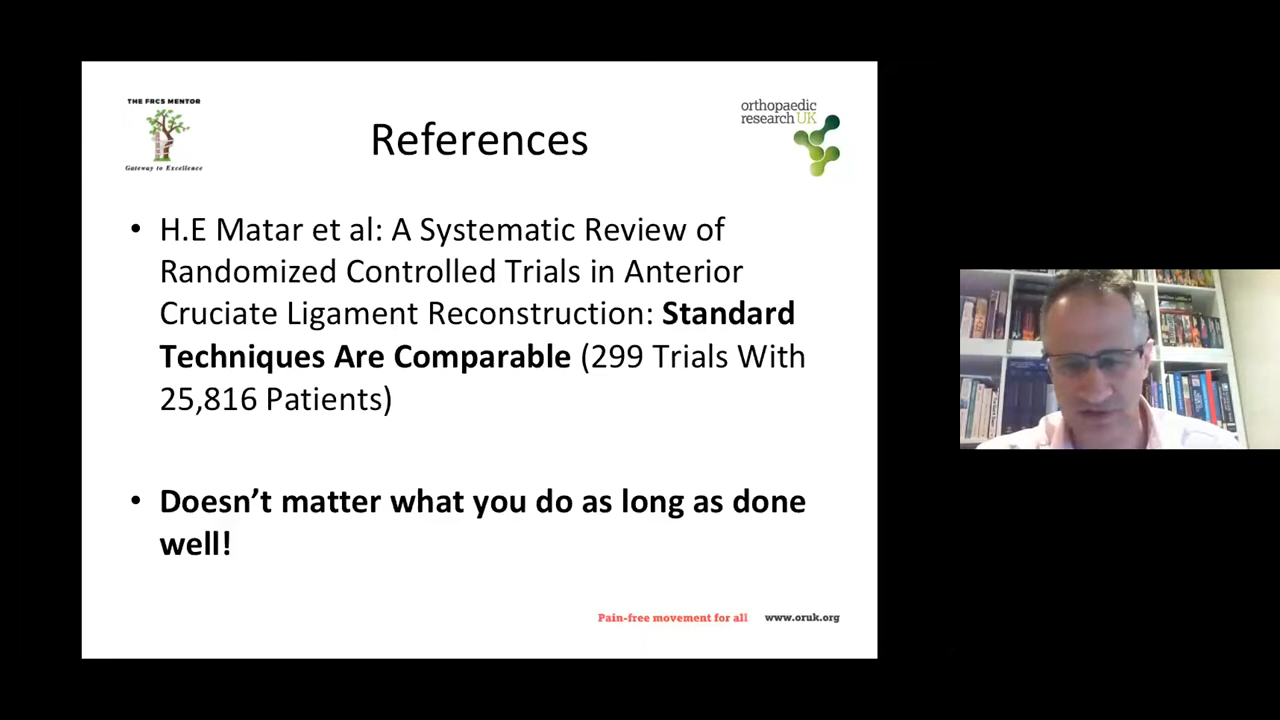 THE FRCS MENTOR
Gateway to Excellence
orthopaedic
research UK
References
• H.E Matar et al: A Systematic Review of
Randomized Controlled Trials in Anterior
Cruciate Ligament Reconstruction: Standard
Techniques Are Comparable (299 Trials With
25,816 Patients)
• Doesn’t matter what you do as long as done
well!
Pain-free movement for all www.oruk.org